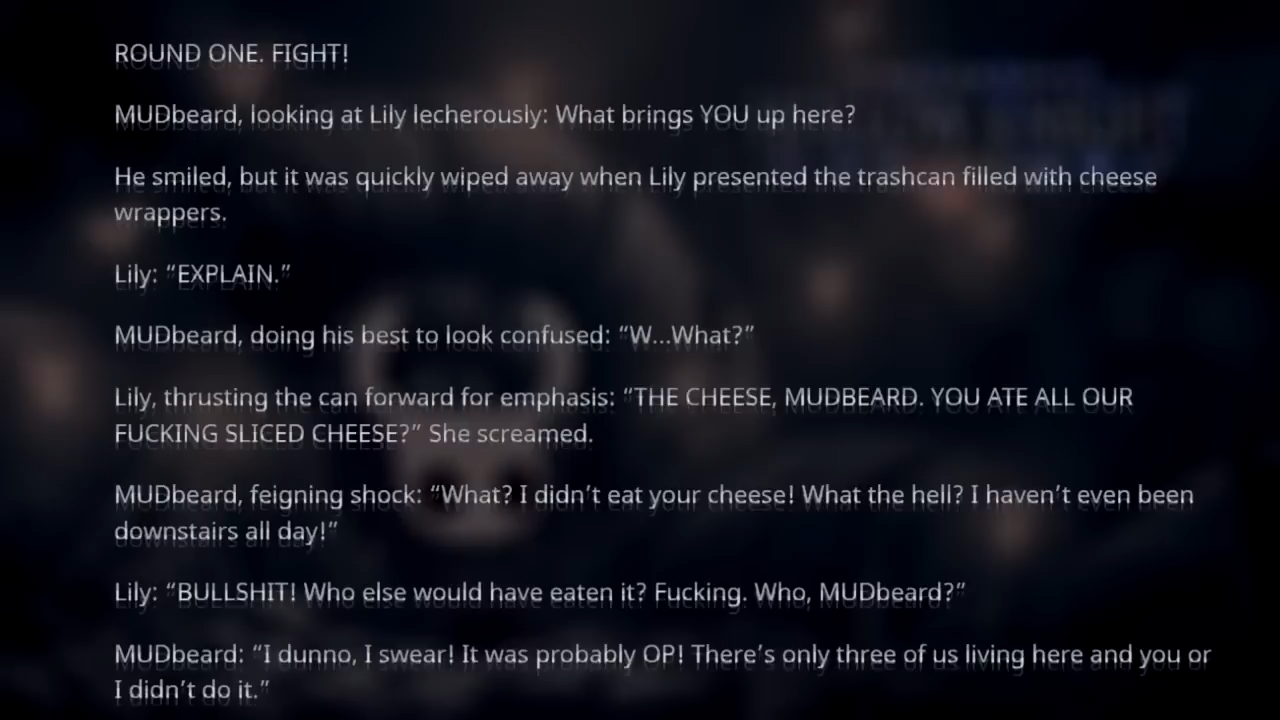 ROUND ONE. FIGHT!
MUDbeard, looking at Lily lecherously: What brings YOU up here?
He smiled, but it was quickly wiped away when Lily presented the trashcan filled with cheese
wrappers.
Lily: “EXPLAIN.”
MUDbeard, doing his best to look confused: “W...What?”
Lily, thrusting the can forward for emphasis: “THE CHEESE, MUDBEARD. YOU ATE ALL OUR
FUCKING SLICED CHEESE?” She screamed.
MUDbeard, feigning shock: “What? I didn’t eat your cheese! What the hell? I haven’t even been
downstairs all day!”
Lily: “BULLSHIT! Who else would have eaten it? Fucking. Who, MUDbeard?”
MUDbeard: “I dunno, I swear! It was probably OP! There’s only three of us living here and you or
I didn’t do it.”